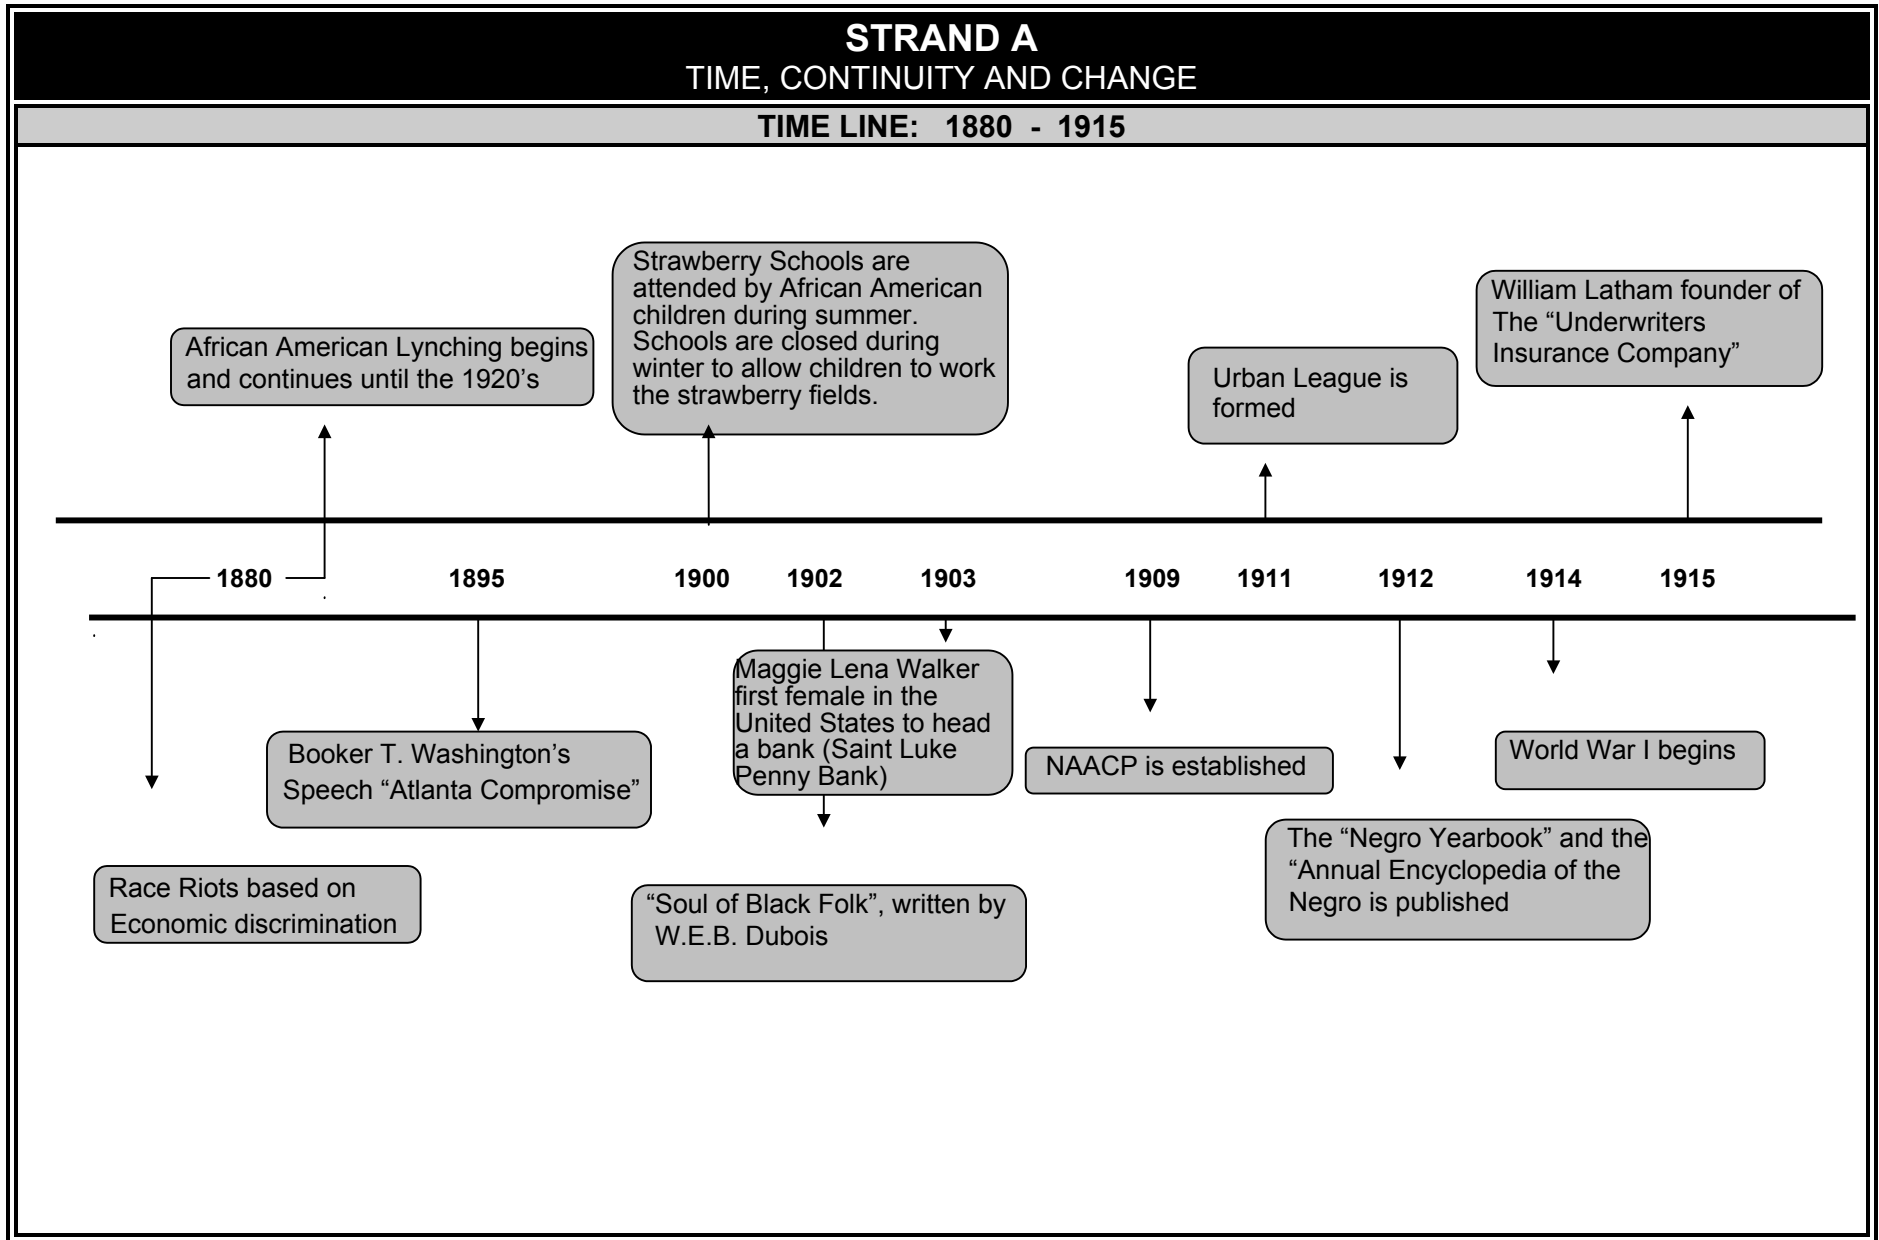 STRAND A
TIME, CONTINUITY AND CHANGE
TIME LINE: 1880 - 1915
African American Lynching begins
and continues until the 1920’s
Strawberry Schools are
attended by African American
children during summer.
Schools are closed during
winter to allow children to work
the strawberry fields.
Urban League is
formed
William Latham founder of
The “Underwriters
Insurance Company”
1880 1895 1900 1902 1903 1909 1911 1912 1914 1915
Race Riots based on
Economic discrimination
Booker T. Washington’s
Speech “Atlanta Compromise”
Maggie Lena Walker
first female in the
United States to head
a bank (Saint Luke
Penny Bank)
“Soul of Black Folk”, written by
W.E.B. Dubois
NAACP is established
The “Negro Yearbook” and the
“Annual Encyclopedia of the
Negro is published
World War I begins